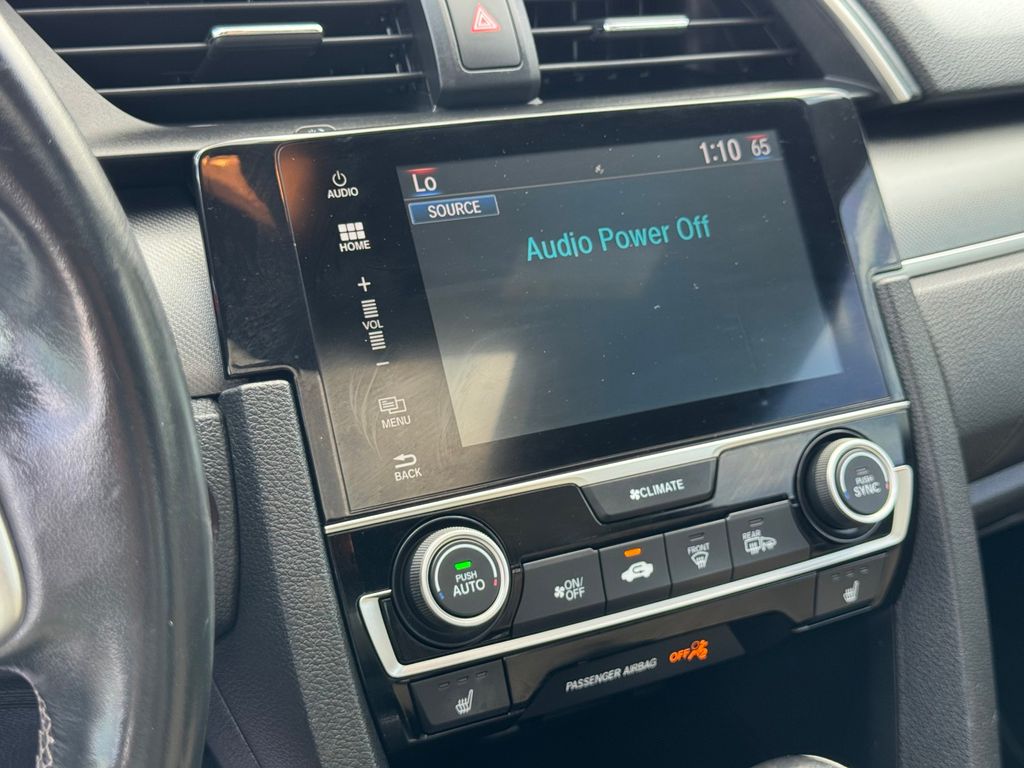 1:10 65
Lo
SOURCE
Audio Power Off
AUDIO
HOME
+
VOL
-
MENU
BACK
CLIMATE
PUSH
SYNC
PUSH
AUTO
ON/
OFF
FRONT
REAR
PASSENGER AIRBAG OFF